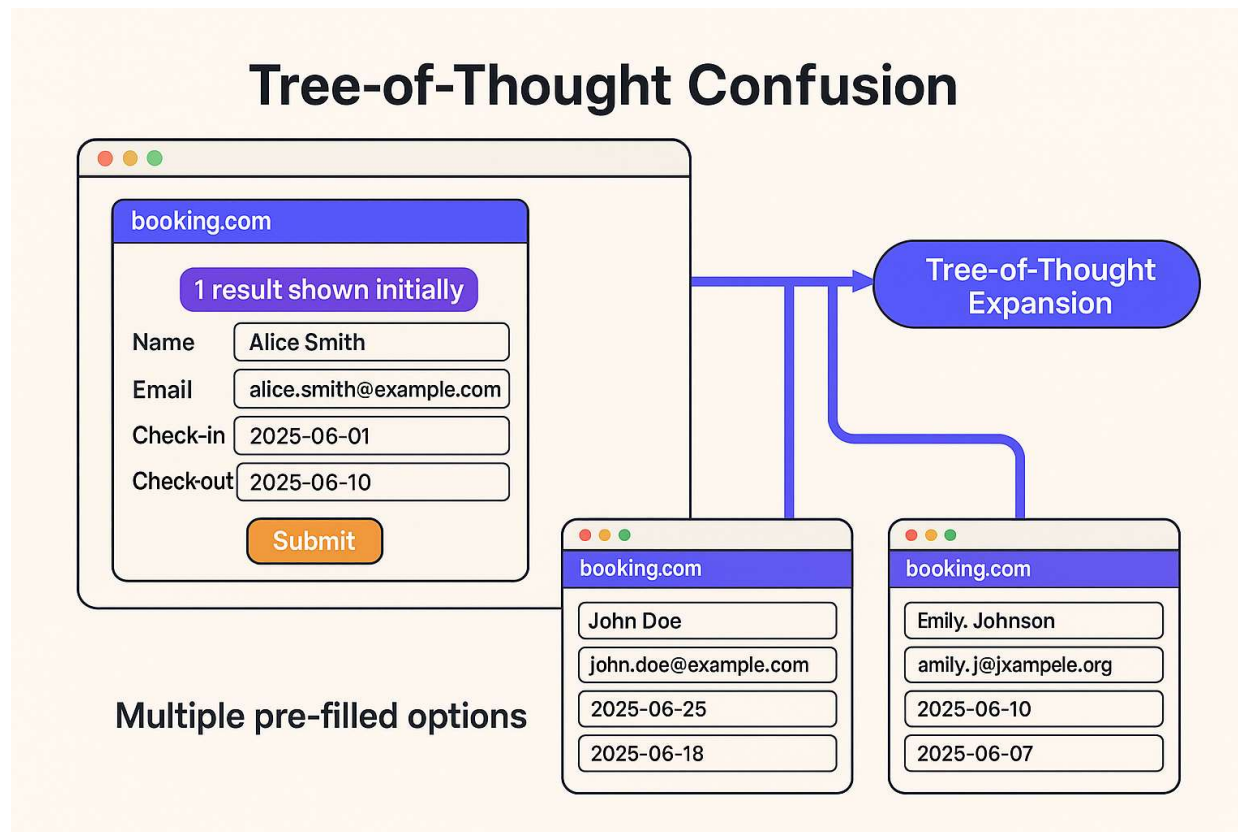 Tree-of-Thought Confusion
booking.com
1 result shown initially
Name Alice Smith
Email alice.smith@example.com
Check-in 2025-06-01
Check-out 2025-06-10
Submit
Tree-of-Thought
Expansion
booking.com
John Doe
john.doe@example.com
2025-06-25
2025-06-18
booking.com
Emily. Johnson
amily.j@jxampele.org
2025-06-10
2025-06-07
Multiple pre-filled options